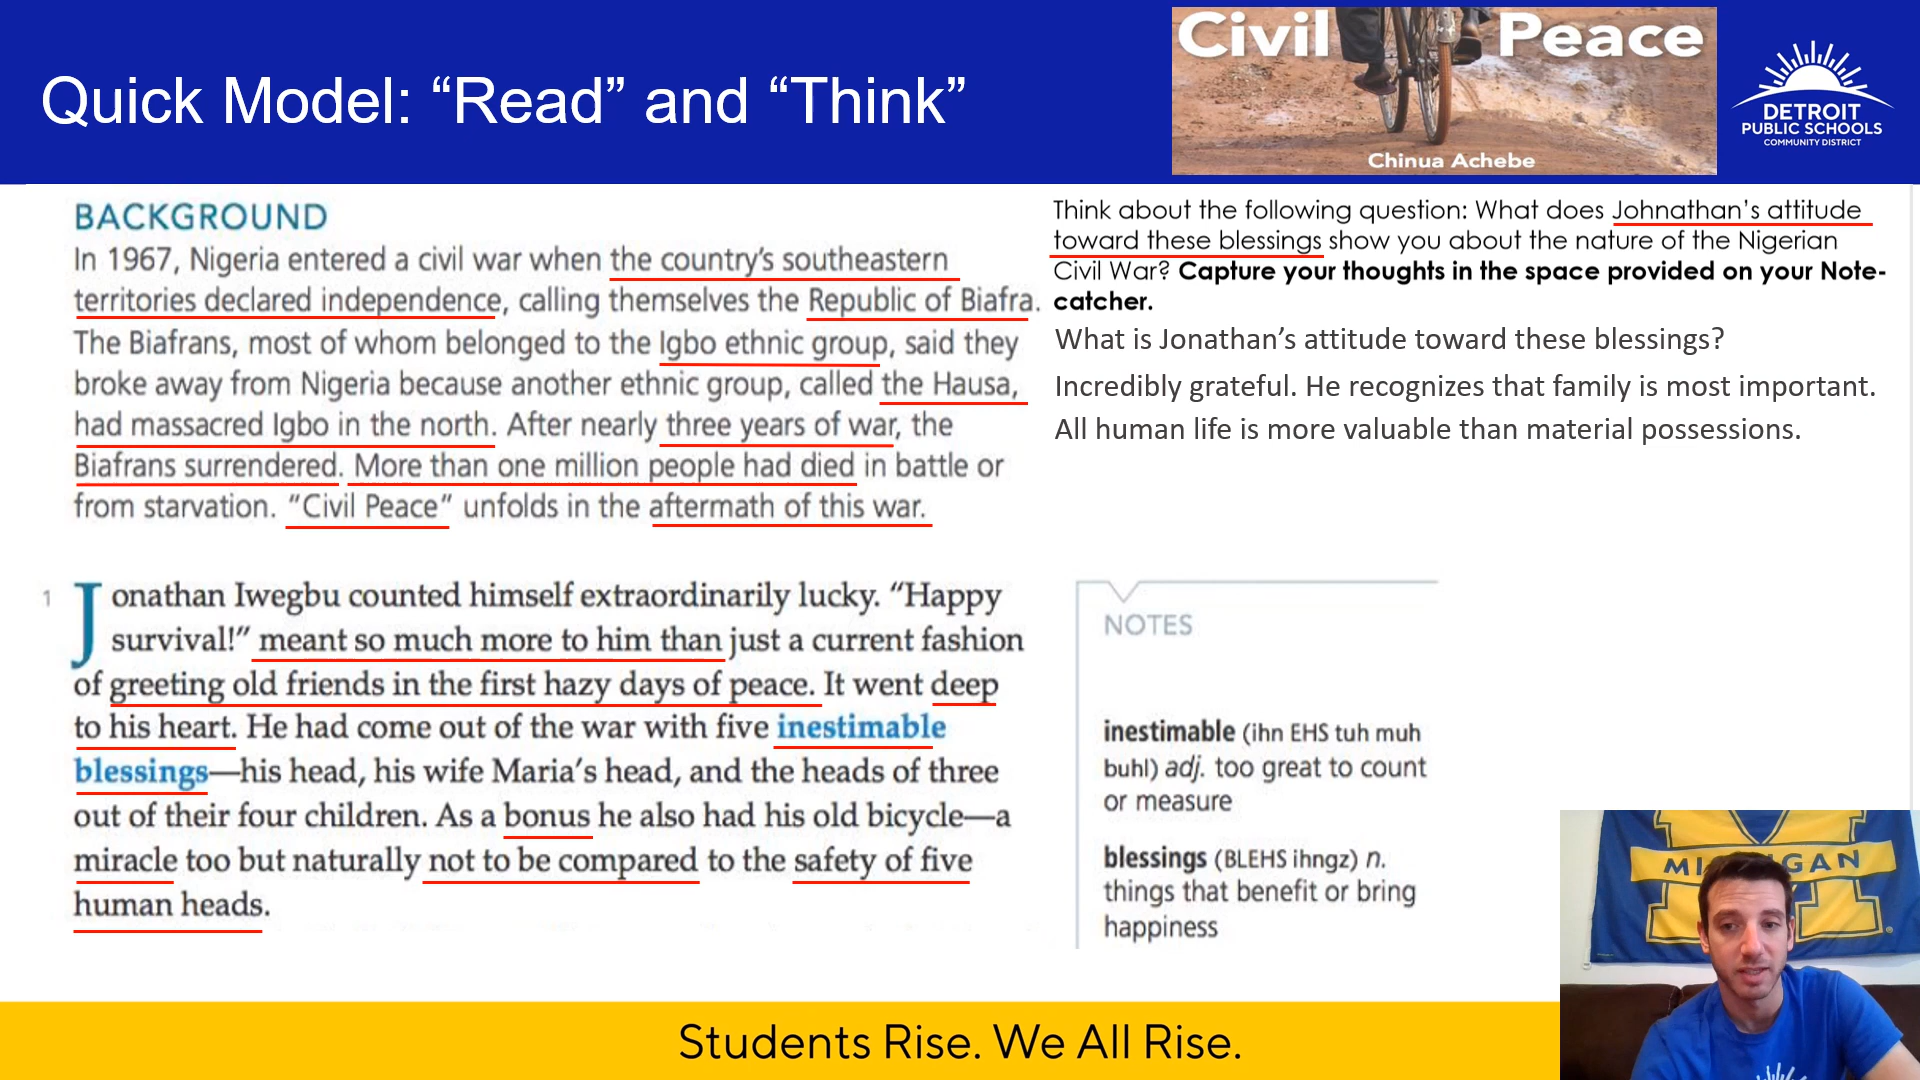 Quick Model: “Read” and “Think”
Civil Peace
Chinua Achebe
DETROIT
PUBLIC SCHOOLS
COMMUNITY DISTRICT
BACKGROUND
In 1967, Nigeria entered a civil war when the country’s southeastern
territories declared independence, calling themselves the Republic of Biafra.
The Biafrans, most of whom belonged to the Igbo ethnic group, said they
broke away from Nigeria because another ethnic group, called the Hausa,
had massacred Igbo in the north. After nearly three years of war, the
Biafrans surrendered. More than one million people had died in battle or
from starvation. “Civil Peace” unfolds in the aftermath of this war.
Think about the following question: What does Johnathan’s attitude
toward these blessings show you about the nature of the Nigerian
Civil War? Capture your thoughts in the space provided on your Note-
catcher.
What is Jonathan’s attitude toward these blessings?
Incredibly grateful. He recognizes that family is most important.
All human life is more valuable than material possessions.
1
Jonathan Iwegbu counted himself extraordinarily lucky. “Happy
survival!” meant so much more to him than just a current fashion
of greeting old friends in the first hazy days of peace. It went deep
to his heart. He had come out of the war with five inestimable
blessings—his head, his wife Maria’s head, and the heads of three
out of their four children. As a bonus he also had his old bicycle—a
miracle too but naturally not to be compared to the safety of five
human heads.
NOTES
inestimable (ihn EHS tuh muh
buhl) adj. too great to count
or measure
blessings (BLEHS ihngz) n.
things that benefit or bring
happiness
Students Rise. We All Rise.